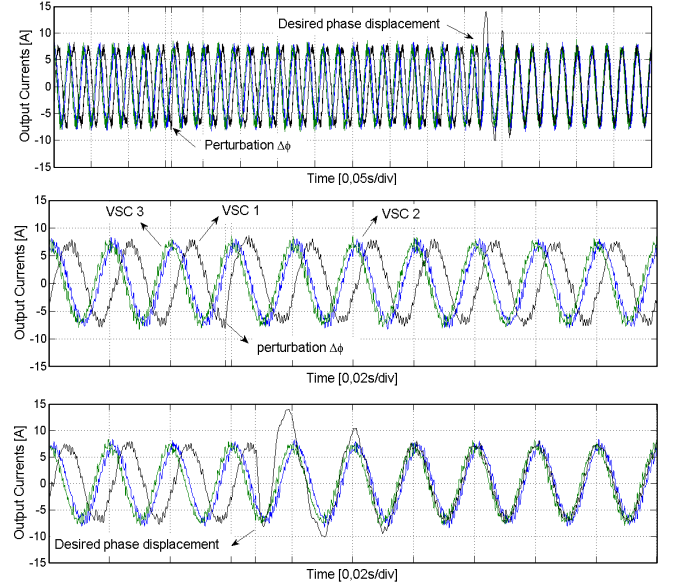 Output Currents [A]
15
10
5
0
-5
-10
-15
Desired phase displacement
Perturbation Δϕ
Time [0,05s/div]
Output Currents [A]
15
10
5
0
-5
-10
-15
VSC 3
VSC 1
VSC 2
perturbation Δϕ
Time [0,02s/div]
Output Currents [A]
15
10
5
0
-5
-10
-15
Desired phase displacement
Time [0,02s/div]